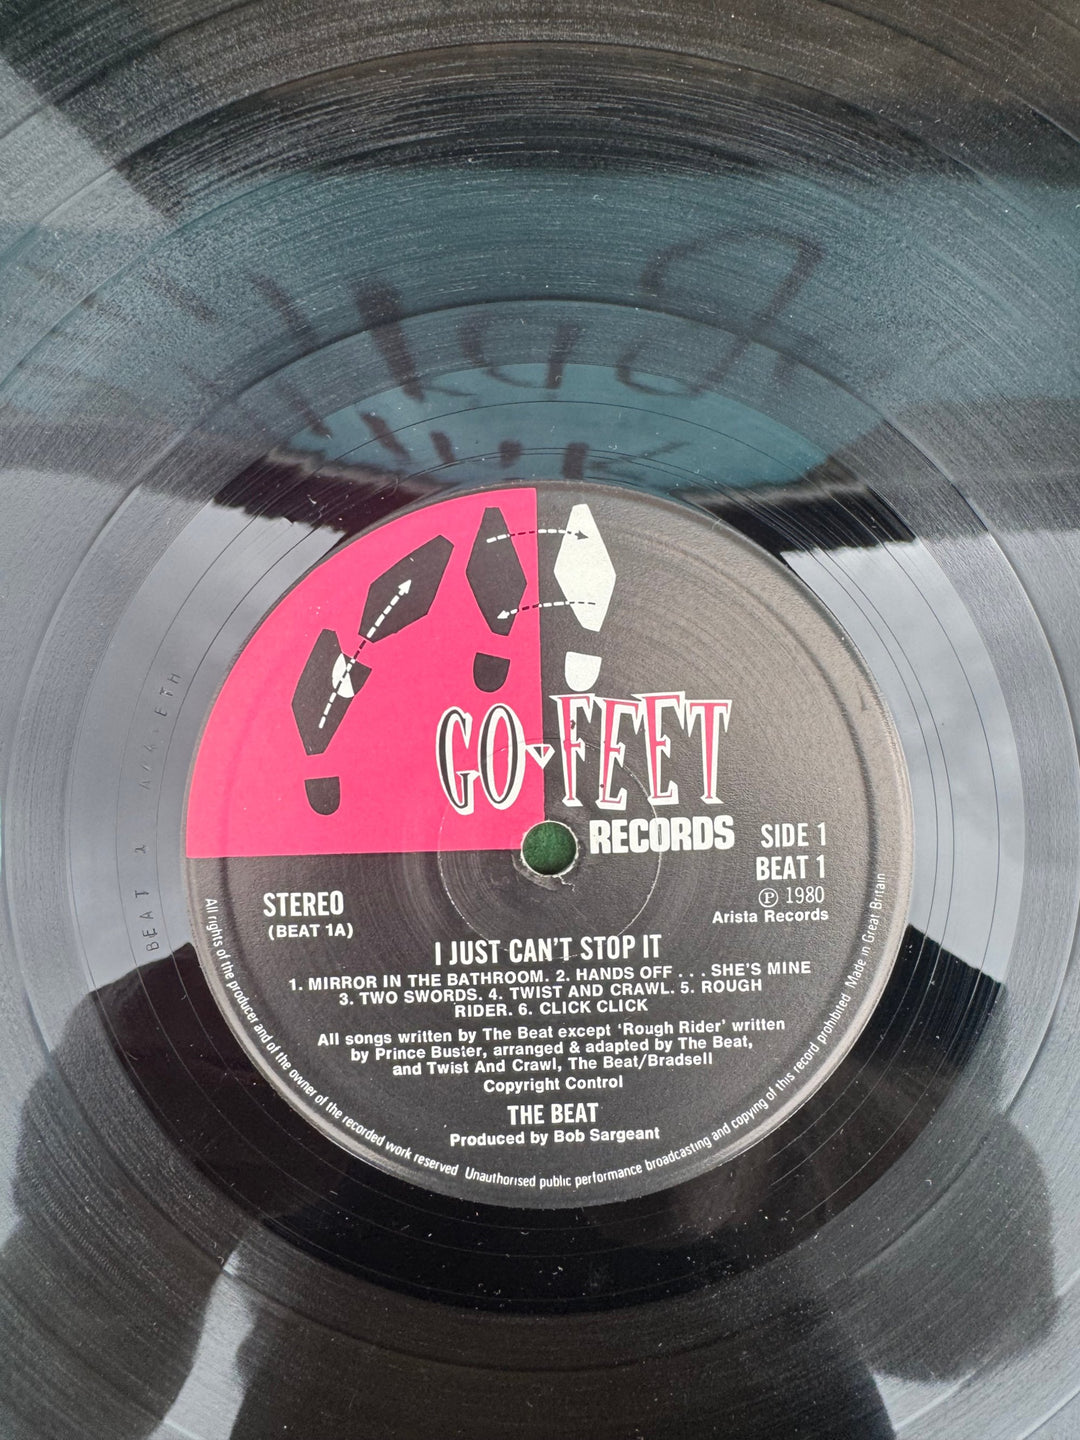 GO FEET
RECORDS
SIDE 1
BEAT 1
℗ 1980
Arista Records
STEREO
(BEAT 1A)
I JUST CAN'T STOP IT
1. MIRROR IN THE BATHROOM. 2. HANDS OFF . . . SHE'S MINE
3. TWO SWORDS. 4. TWIST AND CRAWL. 5. ROUGH
RIDER. 6. CLICK CLICK
All songs written by The Beat except ‘Rough Rider’ written
by Prince Buster, arranged & adapted by The Beat,
and Twist And Crawl, The Beat/Bradsell
Copyright Control
THE BEAT
Produced by Bob Sargeant
All rights of the producer and of the owner of the recorded work reserved Unauthorised public performance broadcasting and copying of this record prohibited Made in Great Britain
BEAT